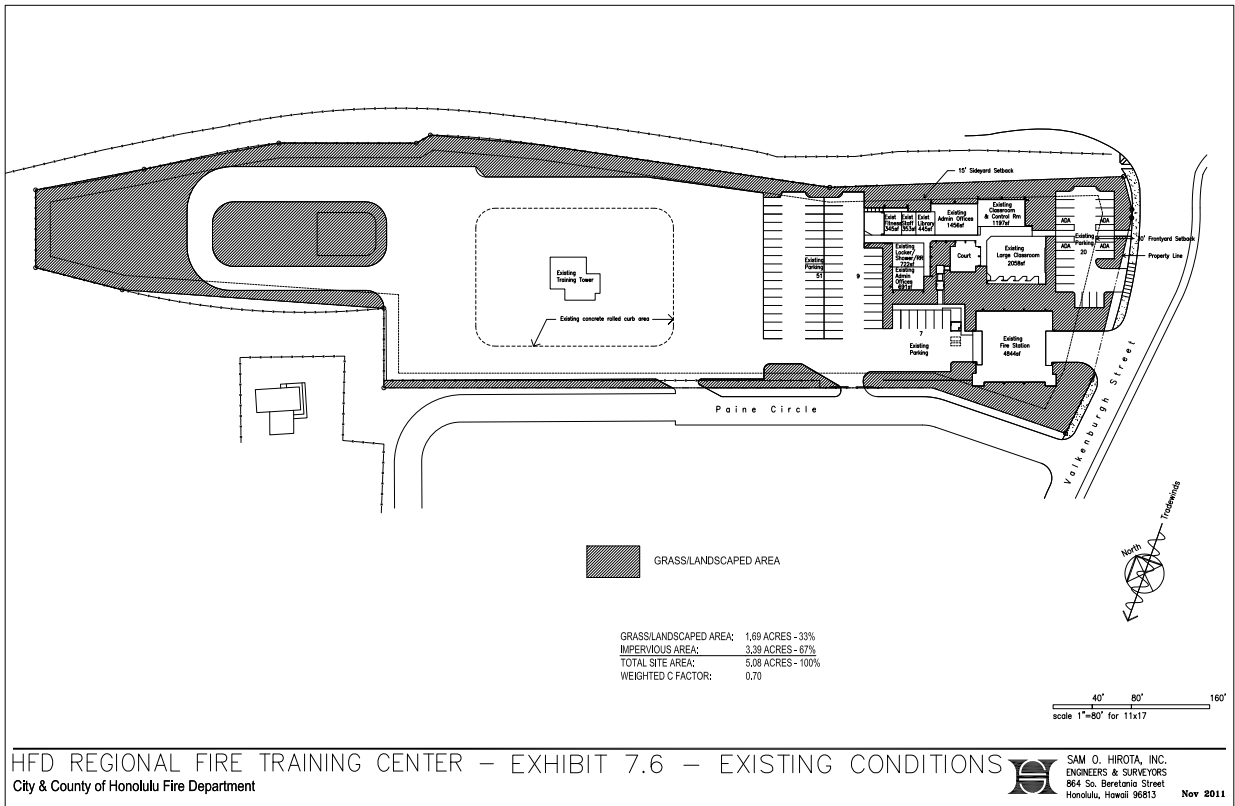 15' Sideyard Setback
Exist
Fitness
345sf
Exist
Staff
353sf
Exist
Library
445sf
Existing
Admin Offices
1456sf
Existing
Classroom
& Control Rm
1197sf
ADA
ADA
ADA
ADA
Existing
Parking
20
10' Frontyard Setback
Property Line
Existing
Locker/
Shower/RR
722sf
Existing
Admin
Offices
691sf
Court
Existing
Large Classroom
2058sf
Existing
Parking
51
9
Existing
Training Tower
Existing concrete rolled curb area
7
Existing
Parking
Existing
Fire Station
4844sf
Paine Circle
Valkenburgh Street
Tradewinds
North
GRASS/LANDSCAPED AREA
GRASS/LANDSCAPED AREA: 1.69 ACRES - 33%
IMPERVIOUS AREA: 3.39 ACRES - 67%
TOTAL SITE AREA: 5.08 ACRES - 100%
WEIGHTED C FACTOR: 0.70
40' 80' 160'
scale 1"=80' for 11x17
HFD REGIONAL FIRE TRAINING CENTER - EXHIBIT 7.6 - EXISTING CONDITIONS
City & County of Honolulu Fire Department
SAM O. HIROTA, INC.
ENGINEERS & SURVEYORS
864 So. Beretania Street
Honolulu, Hawaii 96813
Nov 2011